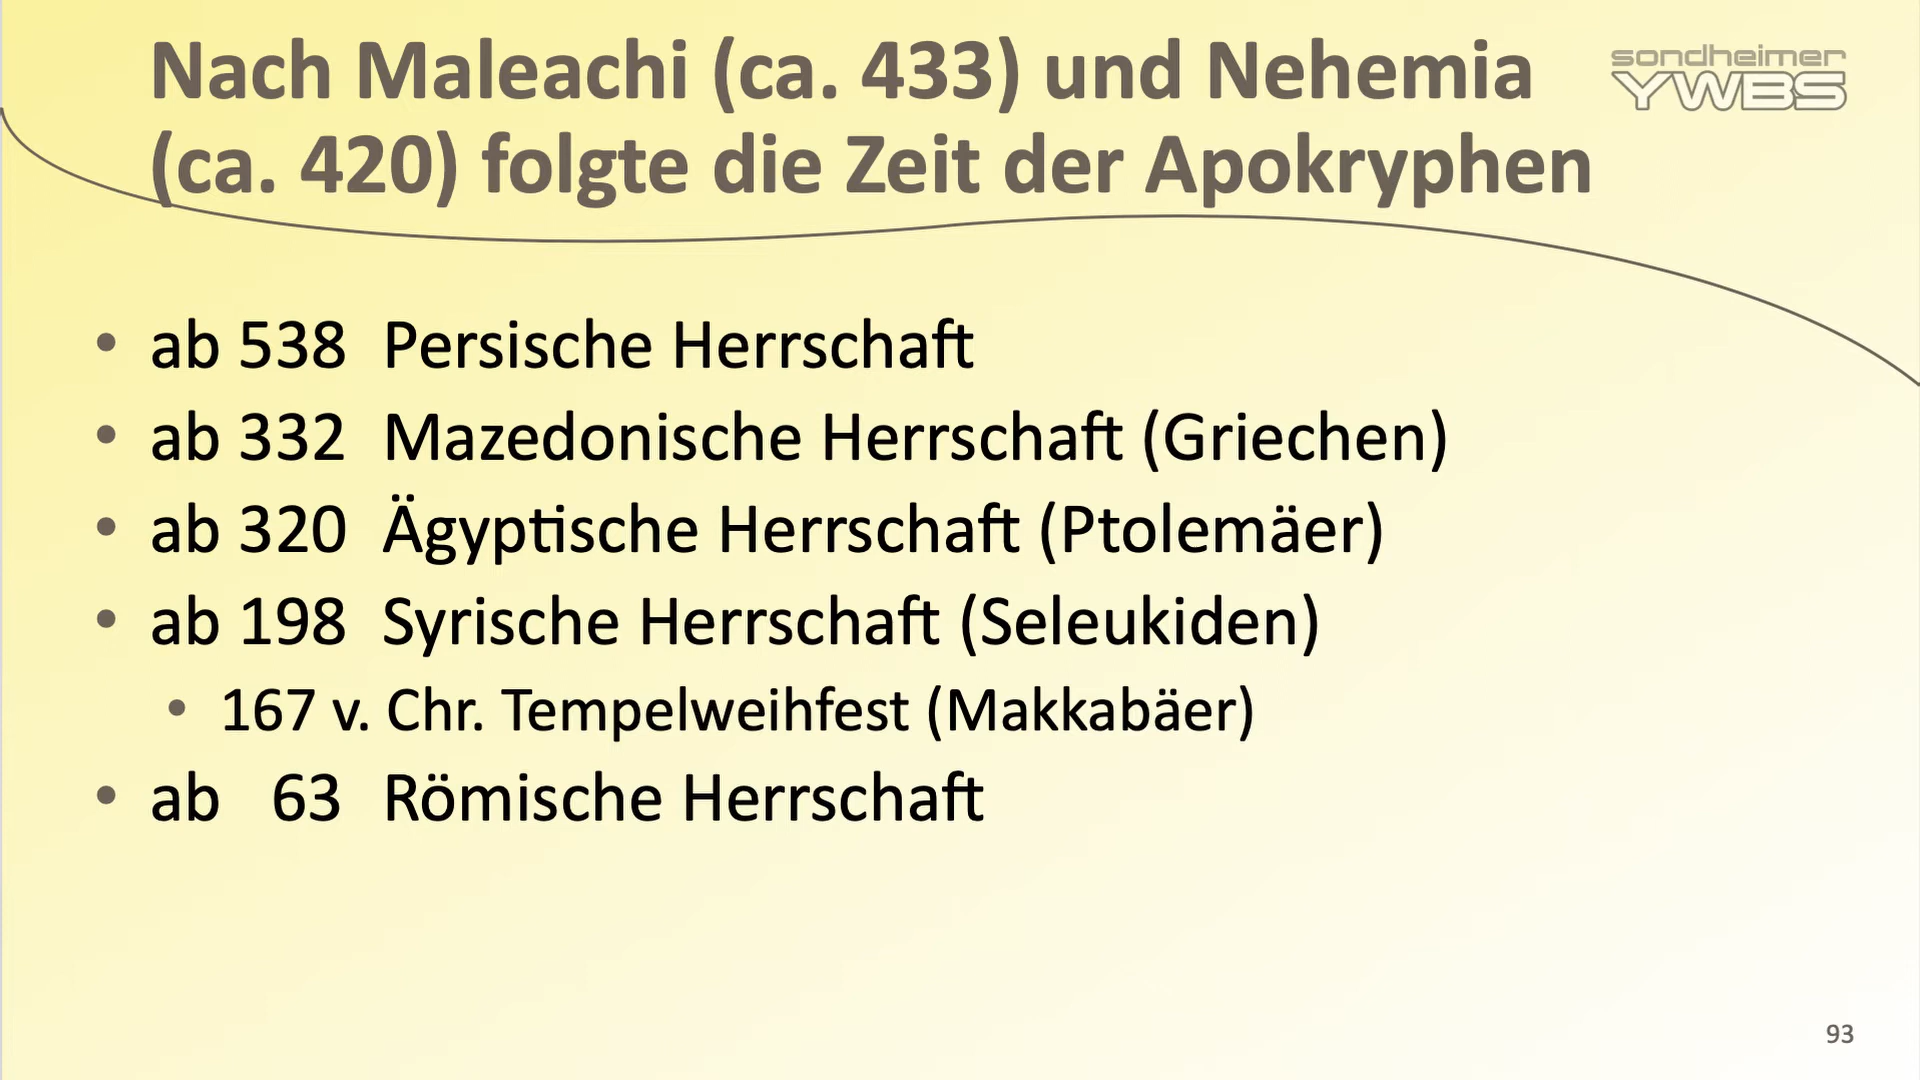 Nach Maleachi (ca. 433) und Nehemia
(ca. 420) folgte die Zeit der Apokryphen
sondheimer
YWBS
• ab 538 Persische Herrschaft
• ab 332 Mazedonische Herrschaft (Griechen)
• ab 320 Ägyptische Herrschaft (Ptolemäer)
• ab 198 Syrische Herrschaft (Seleukiden)
• 167 v. Chr. Tempelweihfest (Makkabäer)
• ab 63 Römische Herrschaft
93